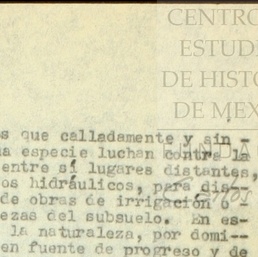 CENTRO
ESTUDI
DE HISTO
DE MEX
s que calladamente y sin -
a especie luchan contra la
entre sí lugares distantes,
os hidráulicos, para dis-
de obras de irrigación
ezas del subsuelo. En es-
la naturaleza, por domi--
en fuente de progreso y de